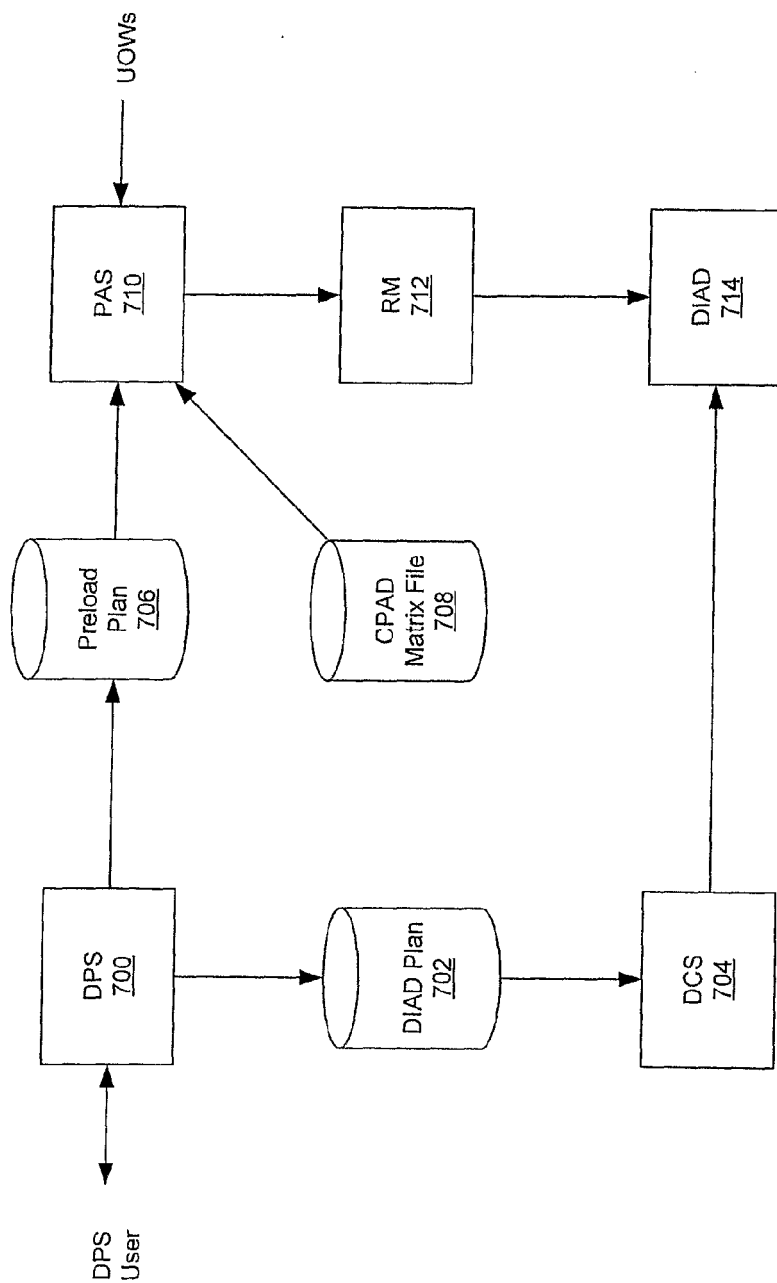 DPS
User
DPS
700
Preload
Plan
706
PAS
710
UOWs
DIAD Plan
702
CPAD
Matrix File
708
RM
712
DCS
704
DIAD
714